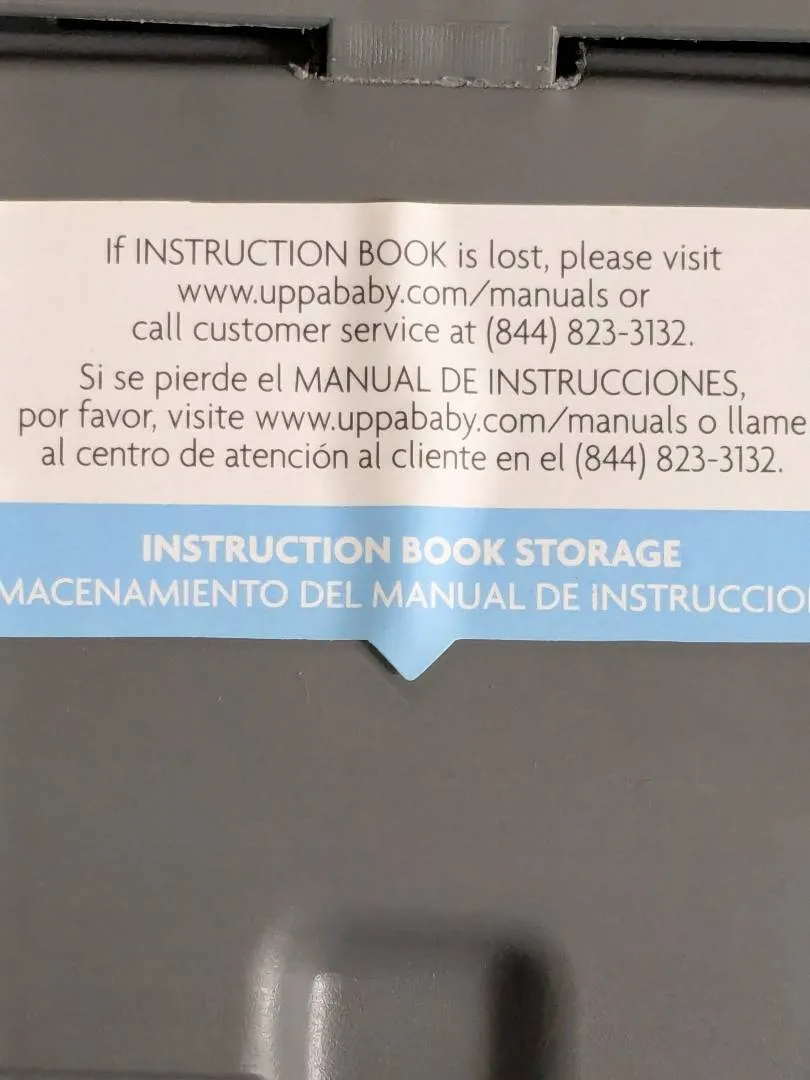 If INSTRUCTION BOOK is lost, please visit
www.uppababy.com/manuals or
call customer service at (844) 823-3132.
Si se pierde el MANUAL DE INSTRUCCIONES,
por favor, visite www.uppababy.com/manuals o llame
al centro de atención al cliente en el (844) 823-3132.
INSTRUCTION BOOK STORAGE
MACENAMIENTO DEL MANUAL DE INSTRUCCIO